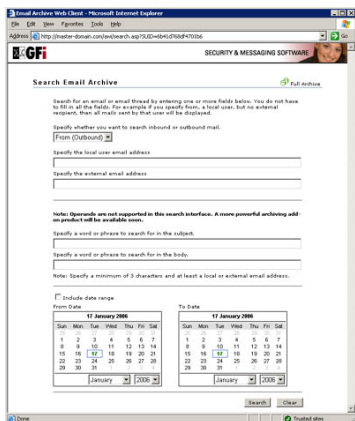 Email Archive Web Client - Microsoft Internet Explorer
File Edit View Favorites Tools Help
Address http://master-domain.com/awi/search.asp?SUID=6b41d768df4701b6 Go
GFi SECURITY & MESSAGING SOFTWARE
Search Email Archive Full Archive
Search for an email or email thread by entering one or more fields below. You do not have
to fill in all the fields. For example if you specify from, a local user, but no external
recipient, then all mails sent by that user will be displayed.
Specify whether you want to search inbound or outbound mail.
From (Outbound)
Specify the local user email address
Specify the external email address
Note: Operands are not supported in this search interface. A more powerful archiving add-
on product will be available soon.
Specify a word or phrase to search for in the subject.
Specify a word or phrase to search for in the body.
Note: Specify a minimum of 3 characters and at least a local or external email address.
Include date range
From Date To Date
17 January 2006 17 January 2006
Sun Mon Tue Wed Thu Fri Sat Sun Mon Tue Wed Thu Fri Sat
1 2 3 4 5 6 7 1 2 3 4 5 6 7
8 9 10 11 12 13 14 8 9 10 11 12 13 14
15 16 17 18 19 20 21 15 16 17 18 19 20 21
22 23 24 25 26 27 28 22 23 24 25 26 27 28
29 30 31 29 30 31
January 2006 January 2006
Search Clear
Done Trusted sites